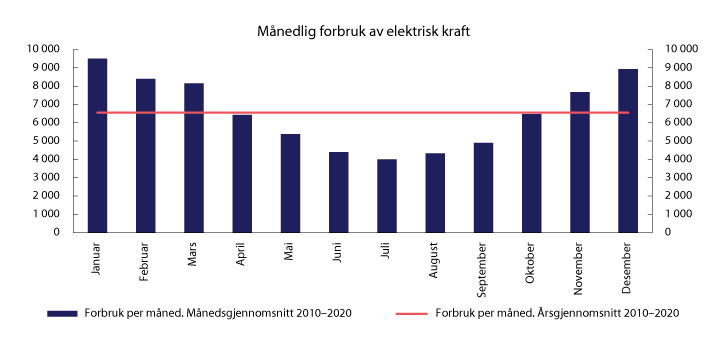 Månedlig forbruk av elektrisk kraft
10 000 10 000
9 000 9 000
8 000 8 000
7 000 7 000
6 000 6 000
5 000 5 000
4 000 4 000
3 000 3 000
2 000 2 000
1 000 1 000
0 0
Januar Februar Mars April Mai Juni Juli August September Oktober November Desember
Forbruk per måned. Månedsgjennomsnitt 2010–2020 Forbruk per måned. Årsgjennomsnitt 2010–2020